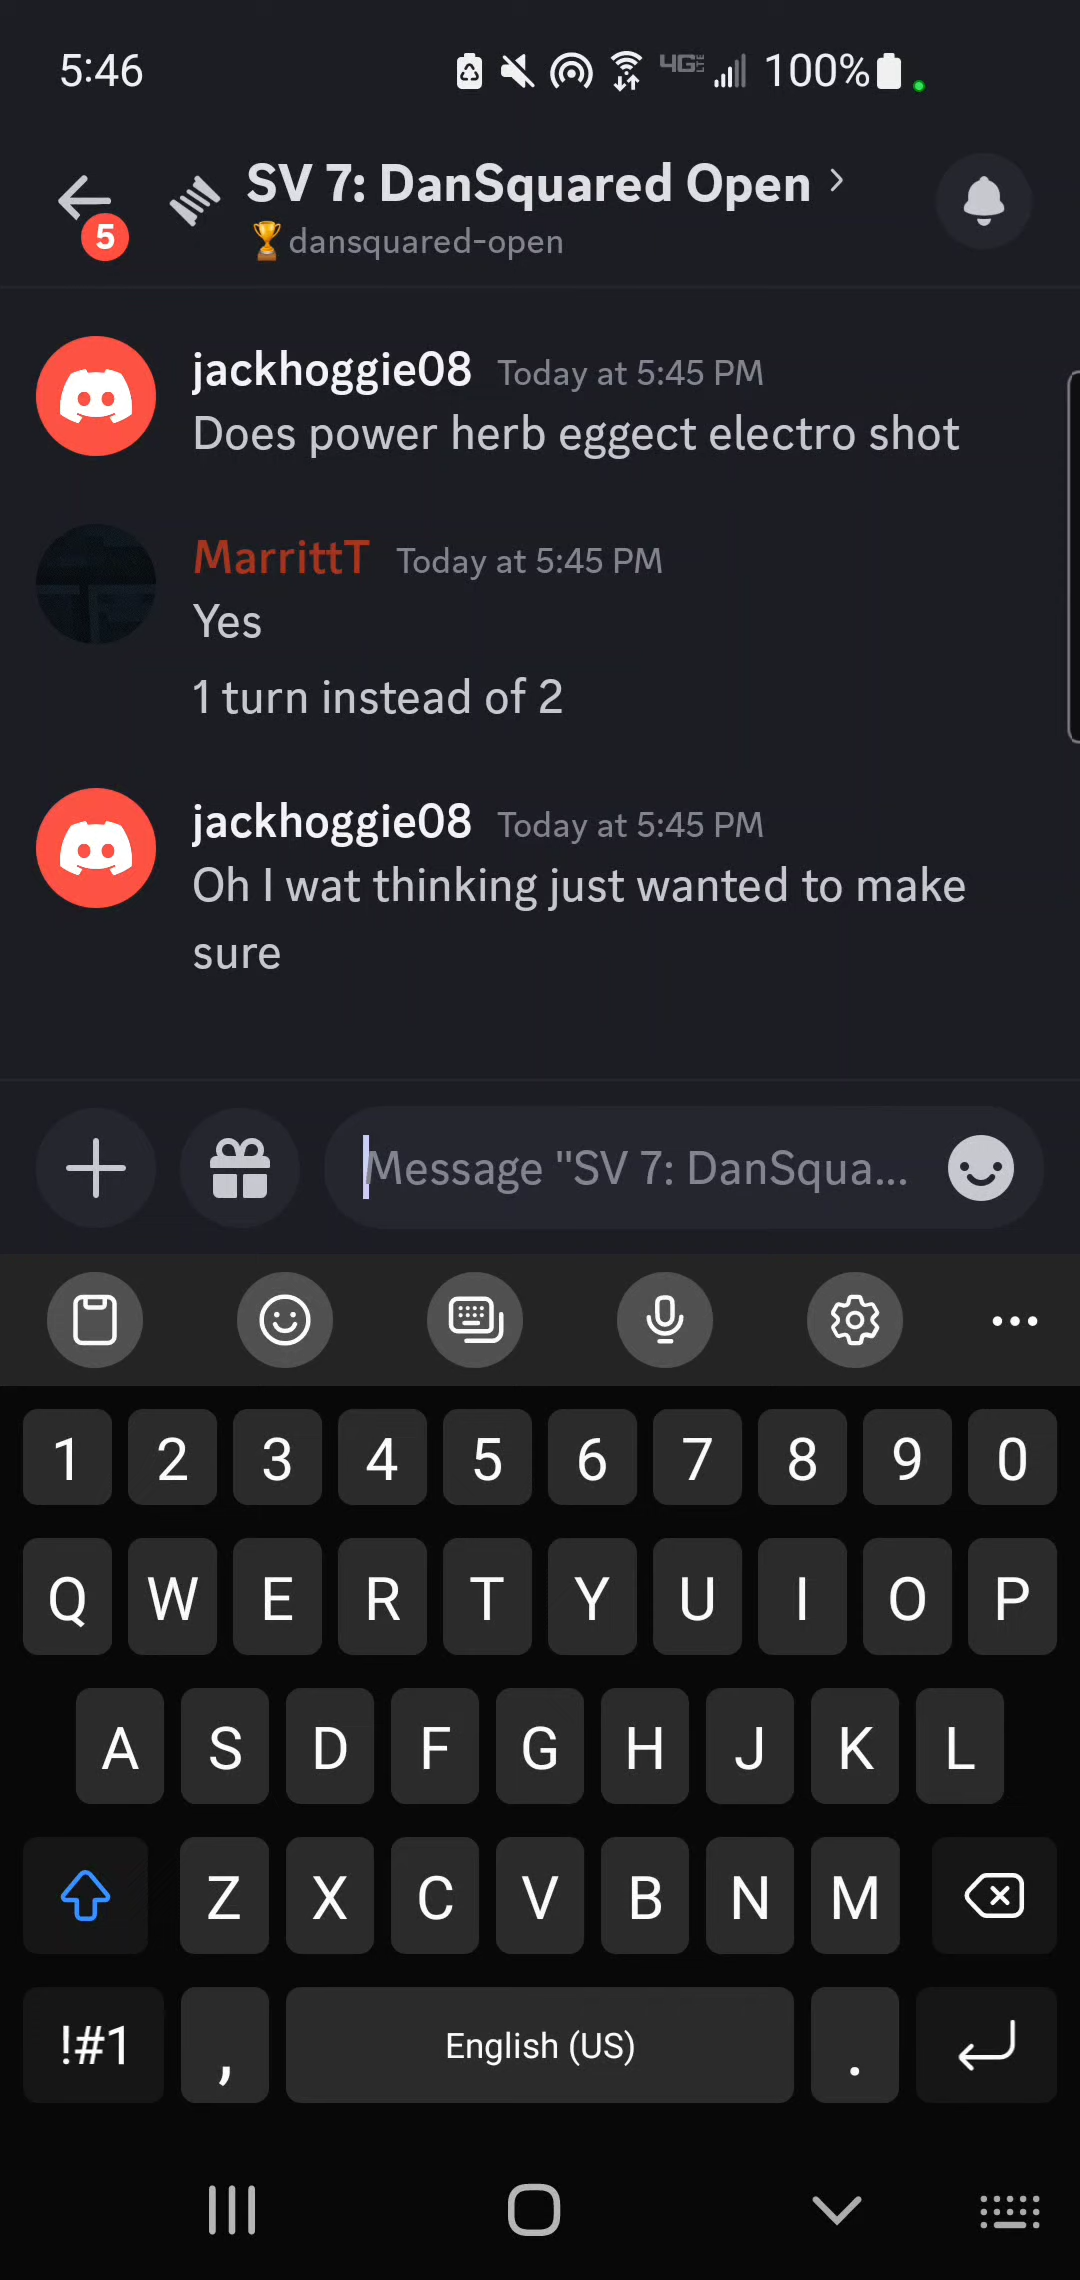 5:46
4G LTE 100%
SV 7: DanSquared Open
5
🏆dansquared-open
jackhoggie08 Today at 5:45 PM
Does power herb eggect electro shot
MarrittT Today at 5:45 PM
Yes
1 turn instead of 2
jackhoggie08 Today at 5:45 PM
Oh I wat thinking just wanted to make
sure
Message "SV 7: DanSqua...
1 2 3 4 5 6 7 8 9 0
Q W E R T Y U I O P
A S D F G H J K L
Z X C V B N M
!#1 , English (US) .